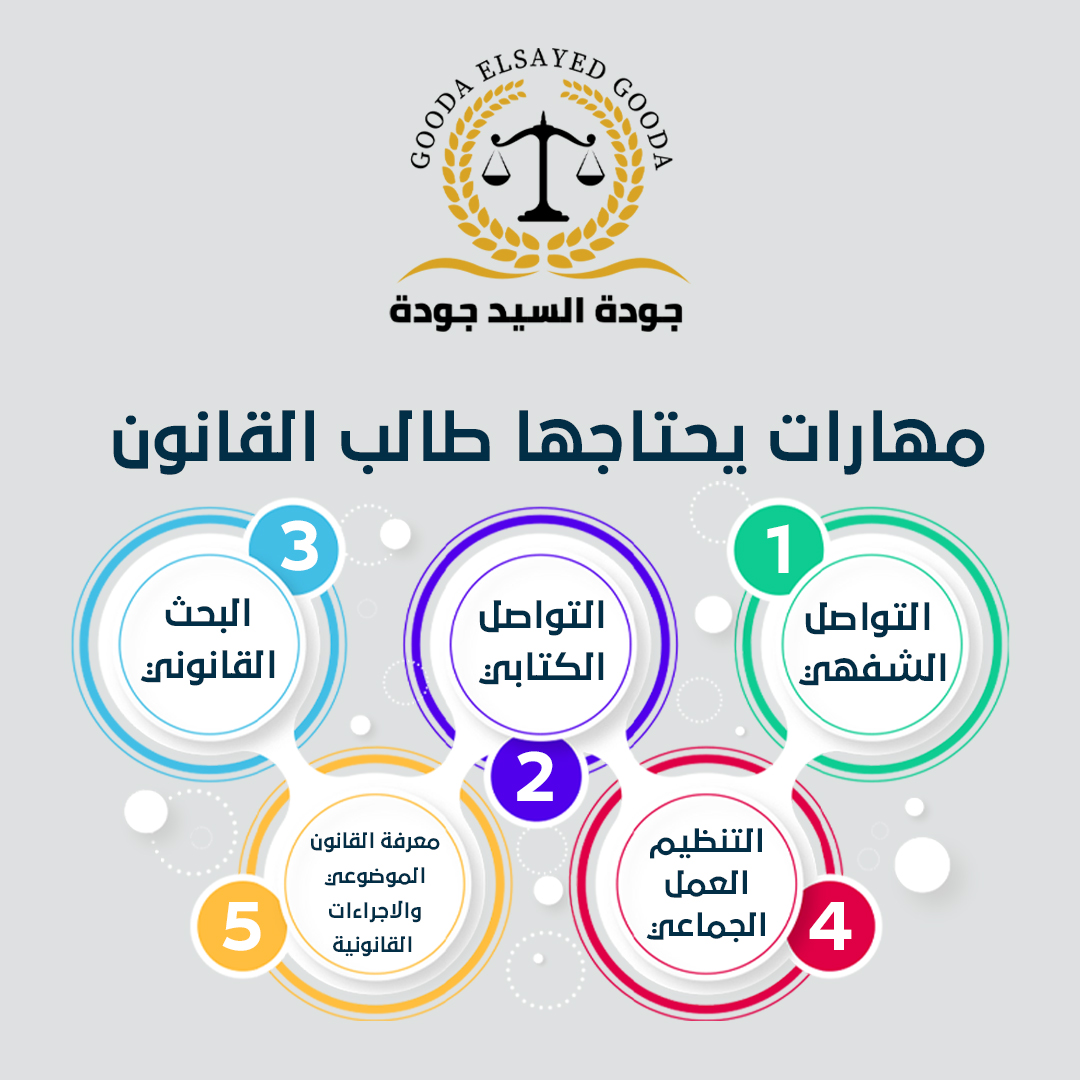 GOODA ELSAYED GOODA
جودة السيد جودة
مهارات يحتاجها طالب القانون
1
التواصل
الشفهي
2
التواصل
الكتابي
3
البحث
القانوني
4
التنظيم
العمل
الجماعي
5
معرفة القانون
الموضوعي
والاجراءات
القانونية